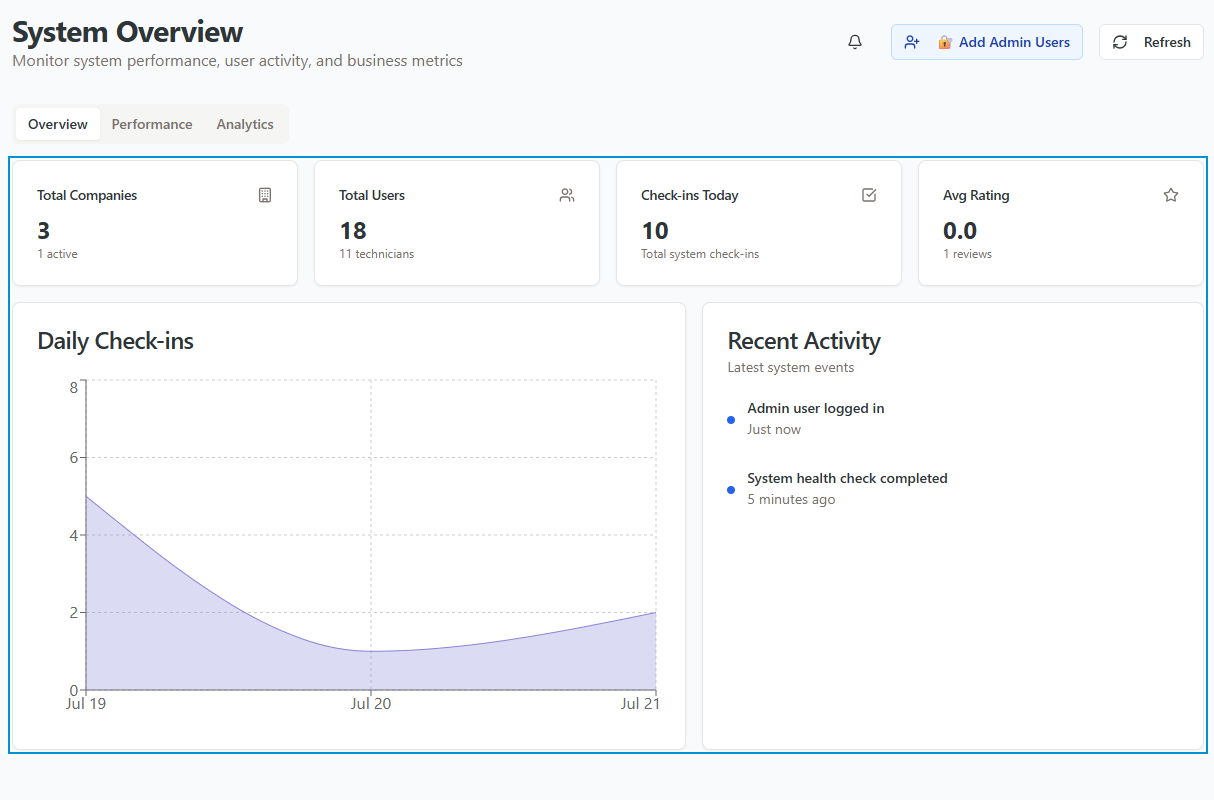 System Overview
Monitor system performance, user activity, and business metrics
🔐 Add Admin Users
Refresh
Overview
Performance
Analytics
Total Companies
3
1 active
Total Users
18
11 technicians
Check-ins Today
10
Total system check-ins
Avg Rating
0.0
1 reviews
Daily Check-ins
8
6
4
2
0
Jul 19
Jul 20
Jul 21
Recent Activity
Latest system events
Admin user logged in
Just now
System health check completed
5 minutes ago